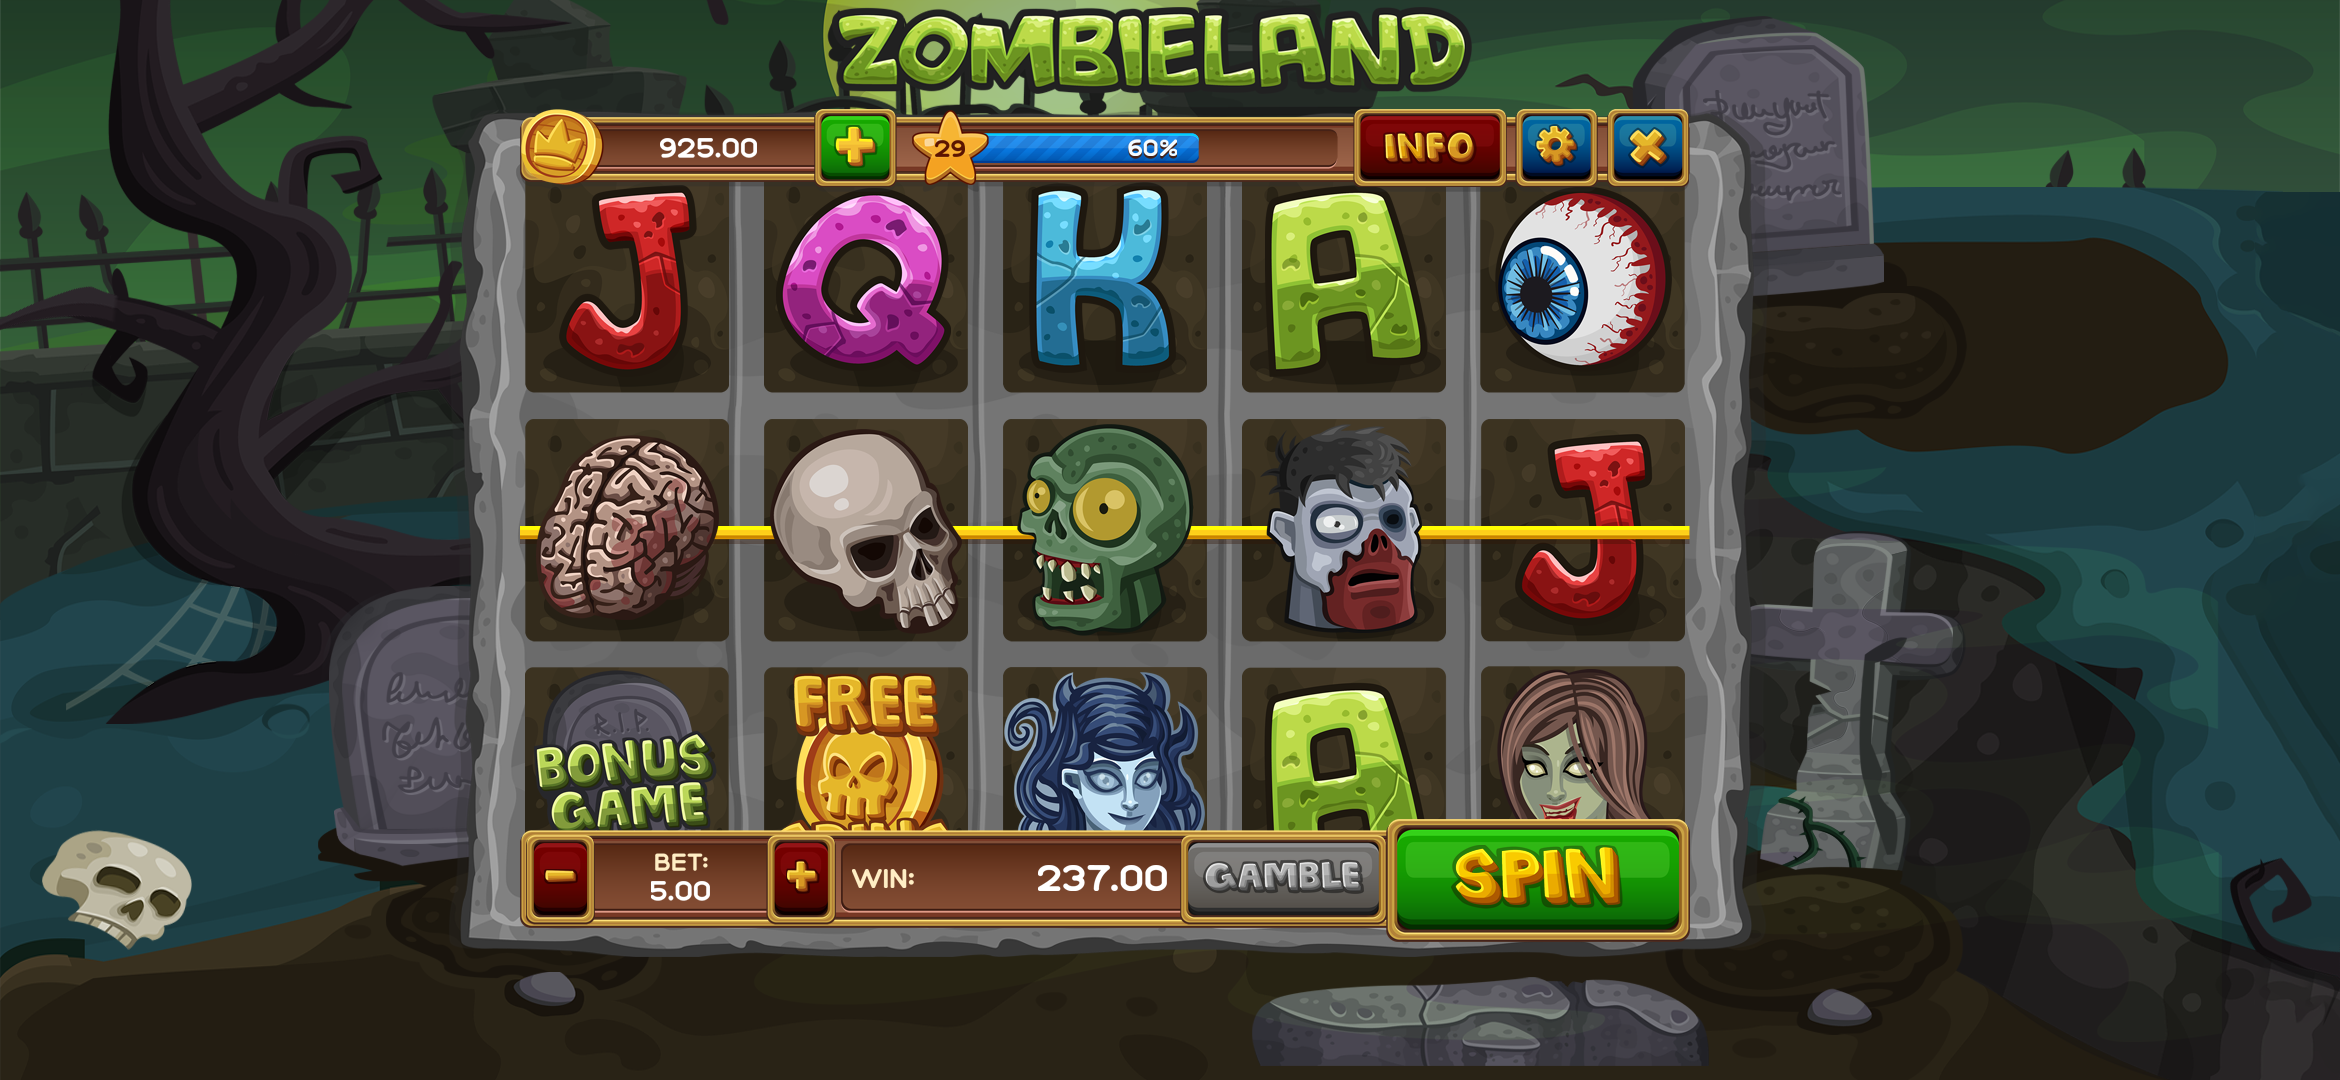 ZOMBIELAND
925.00
29
60%
INFO
J Q K A
J
R.I.P.
BONUS
GAME
FREE
A
BET:
5.00
WIN:
237.00
GAMBLE
SPIN